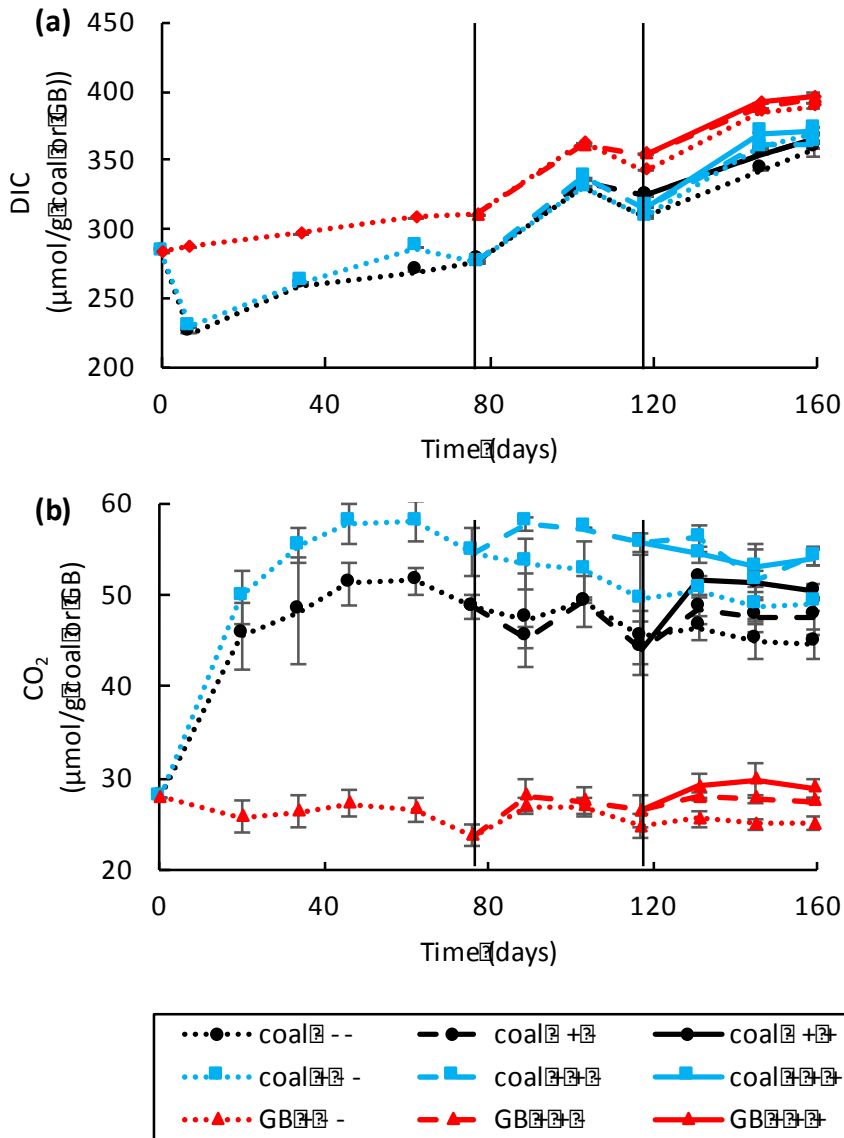 (a)
450
400
350
300
250
200
DIC
(µmol/g coal or GB))
0 40 80 120 160
Time (days)
(b)
60
50
40
30
20
CO₂
(µmol/g coal or GB)
0 40 80 120 160
Time (days)
coal - - - coal - + - coal - + +
coal + - - coal + + - coal + + +
GB + - - GB + + - GB + + +